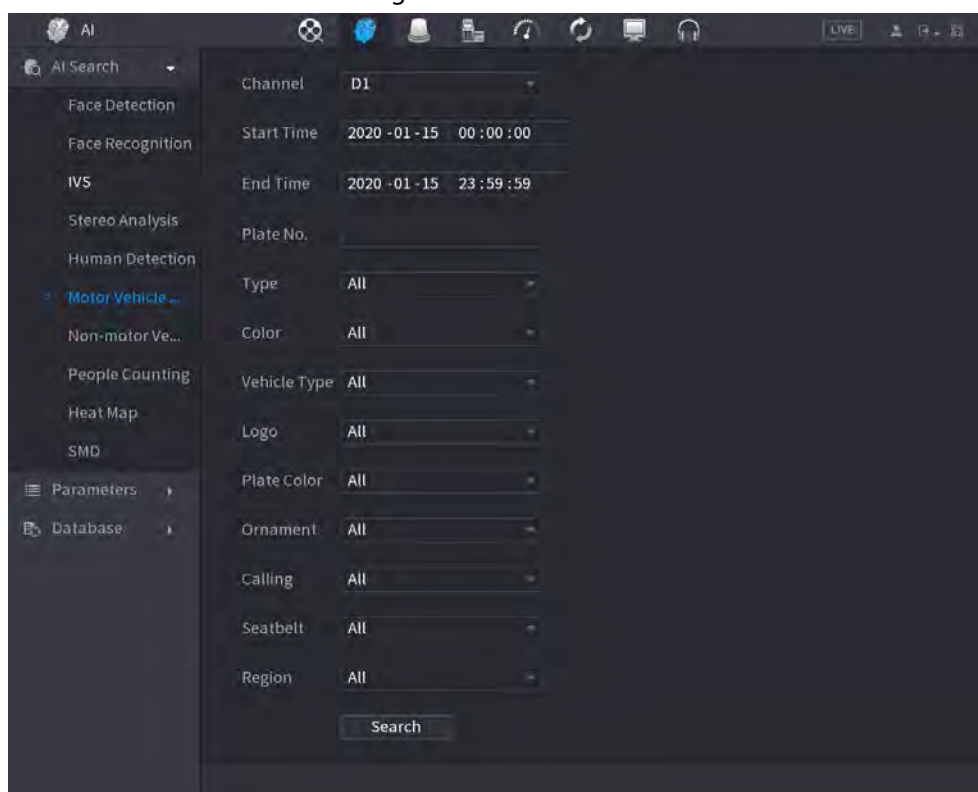 AI
LIVE
AI Search
Face Detection
Face Recognition
IVS
Stereo Analysis
Human Detection
Motor Vehicle ...
Non-motor Ve...
People Counting
Heat Map
SMD
Parameters
Database
Channel D1
Start Time 2020 -01 -15 00 : 00 : 00
End Time 2020 -01 -15 23 : 59 : 59
Plate No.
Type All
Color All
Vehicle Type All
Logo All
Plate Color All
Ornament All
Calling All
Seatbelt All
Region All
Search